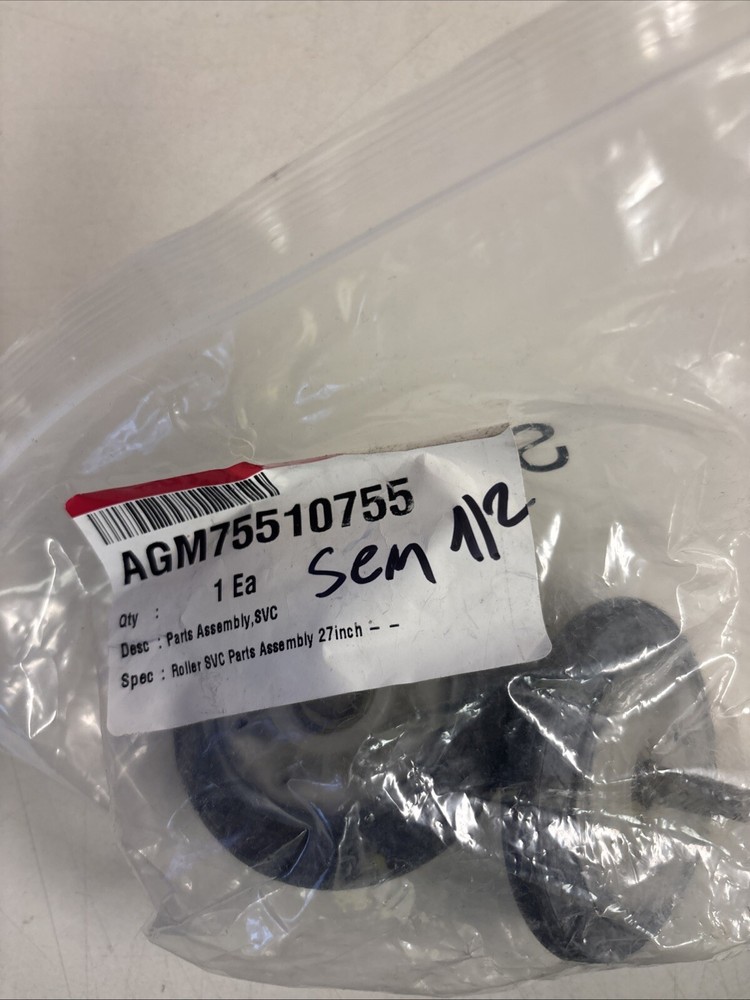 AGM75510755
Qty : 1 Ea
sem 1/2
Desc : Parts Assembly,SVC
Spec : Roller SVC Parts Assembly 27inch - -